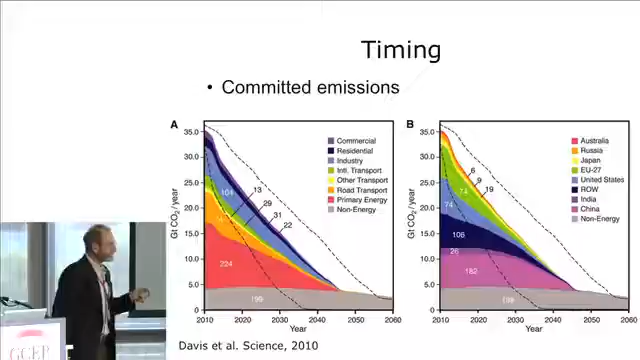 Timing
• Committed emissions
A
35.0
30.0
25.0
20.0
15.0
10.0
5.0
0
Gt CO2/year
2010 2020 2030 2040 2050 2060
Year
Commercial
Residential
Industry
Intl. Transport
Other Transport
Road Transport
Primary Energy
Non-Energy
104
13
29
31
22
224
199
B
35.0
30.0
25.0
20.0
15.0
10.0
5.0
0
Gt CO2/year
2010 2020 2030 2040 2050 2060
Year
Australia
Russia
Japan
EU-27
United States
ROW
India
China
Non-Energy
6
9
19
74
74
106
26
182
Davis et al. Science, 2010
GCEP